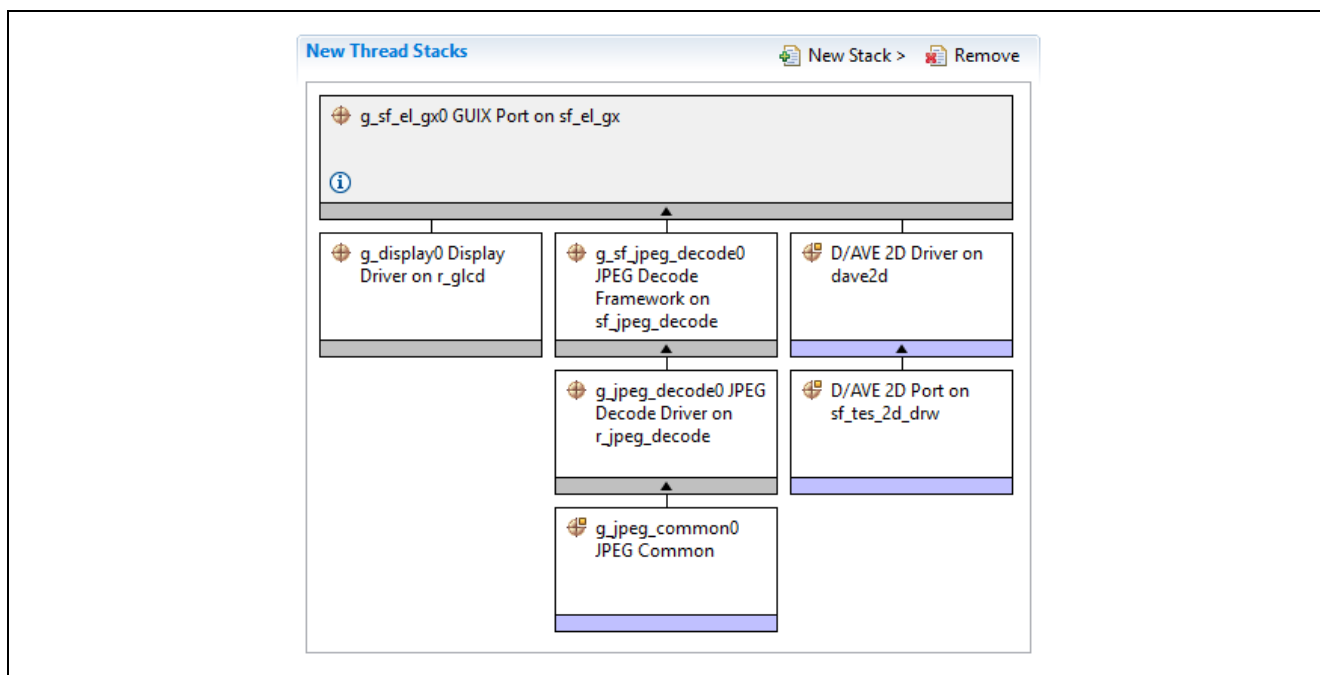 New Thread Stacks
New Stack >
Remove
g_sf_el_gx0 GUIX Port on sf_el_gx
g_display0 Display
Driver on r_glcd
g_sf_jpeg_decode0
JPEG Decode
Framework on
sf_jpeg_decode
D/AVE 2D Driver on
dave2d
g_jpeg_decode0 JPEG
Decode Driver on
r_jpeg_decode
D/AVE 2D Port on
sf_tes_2d_drw
g_jpeg_common0
JPEG Common